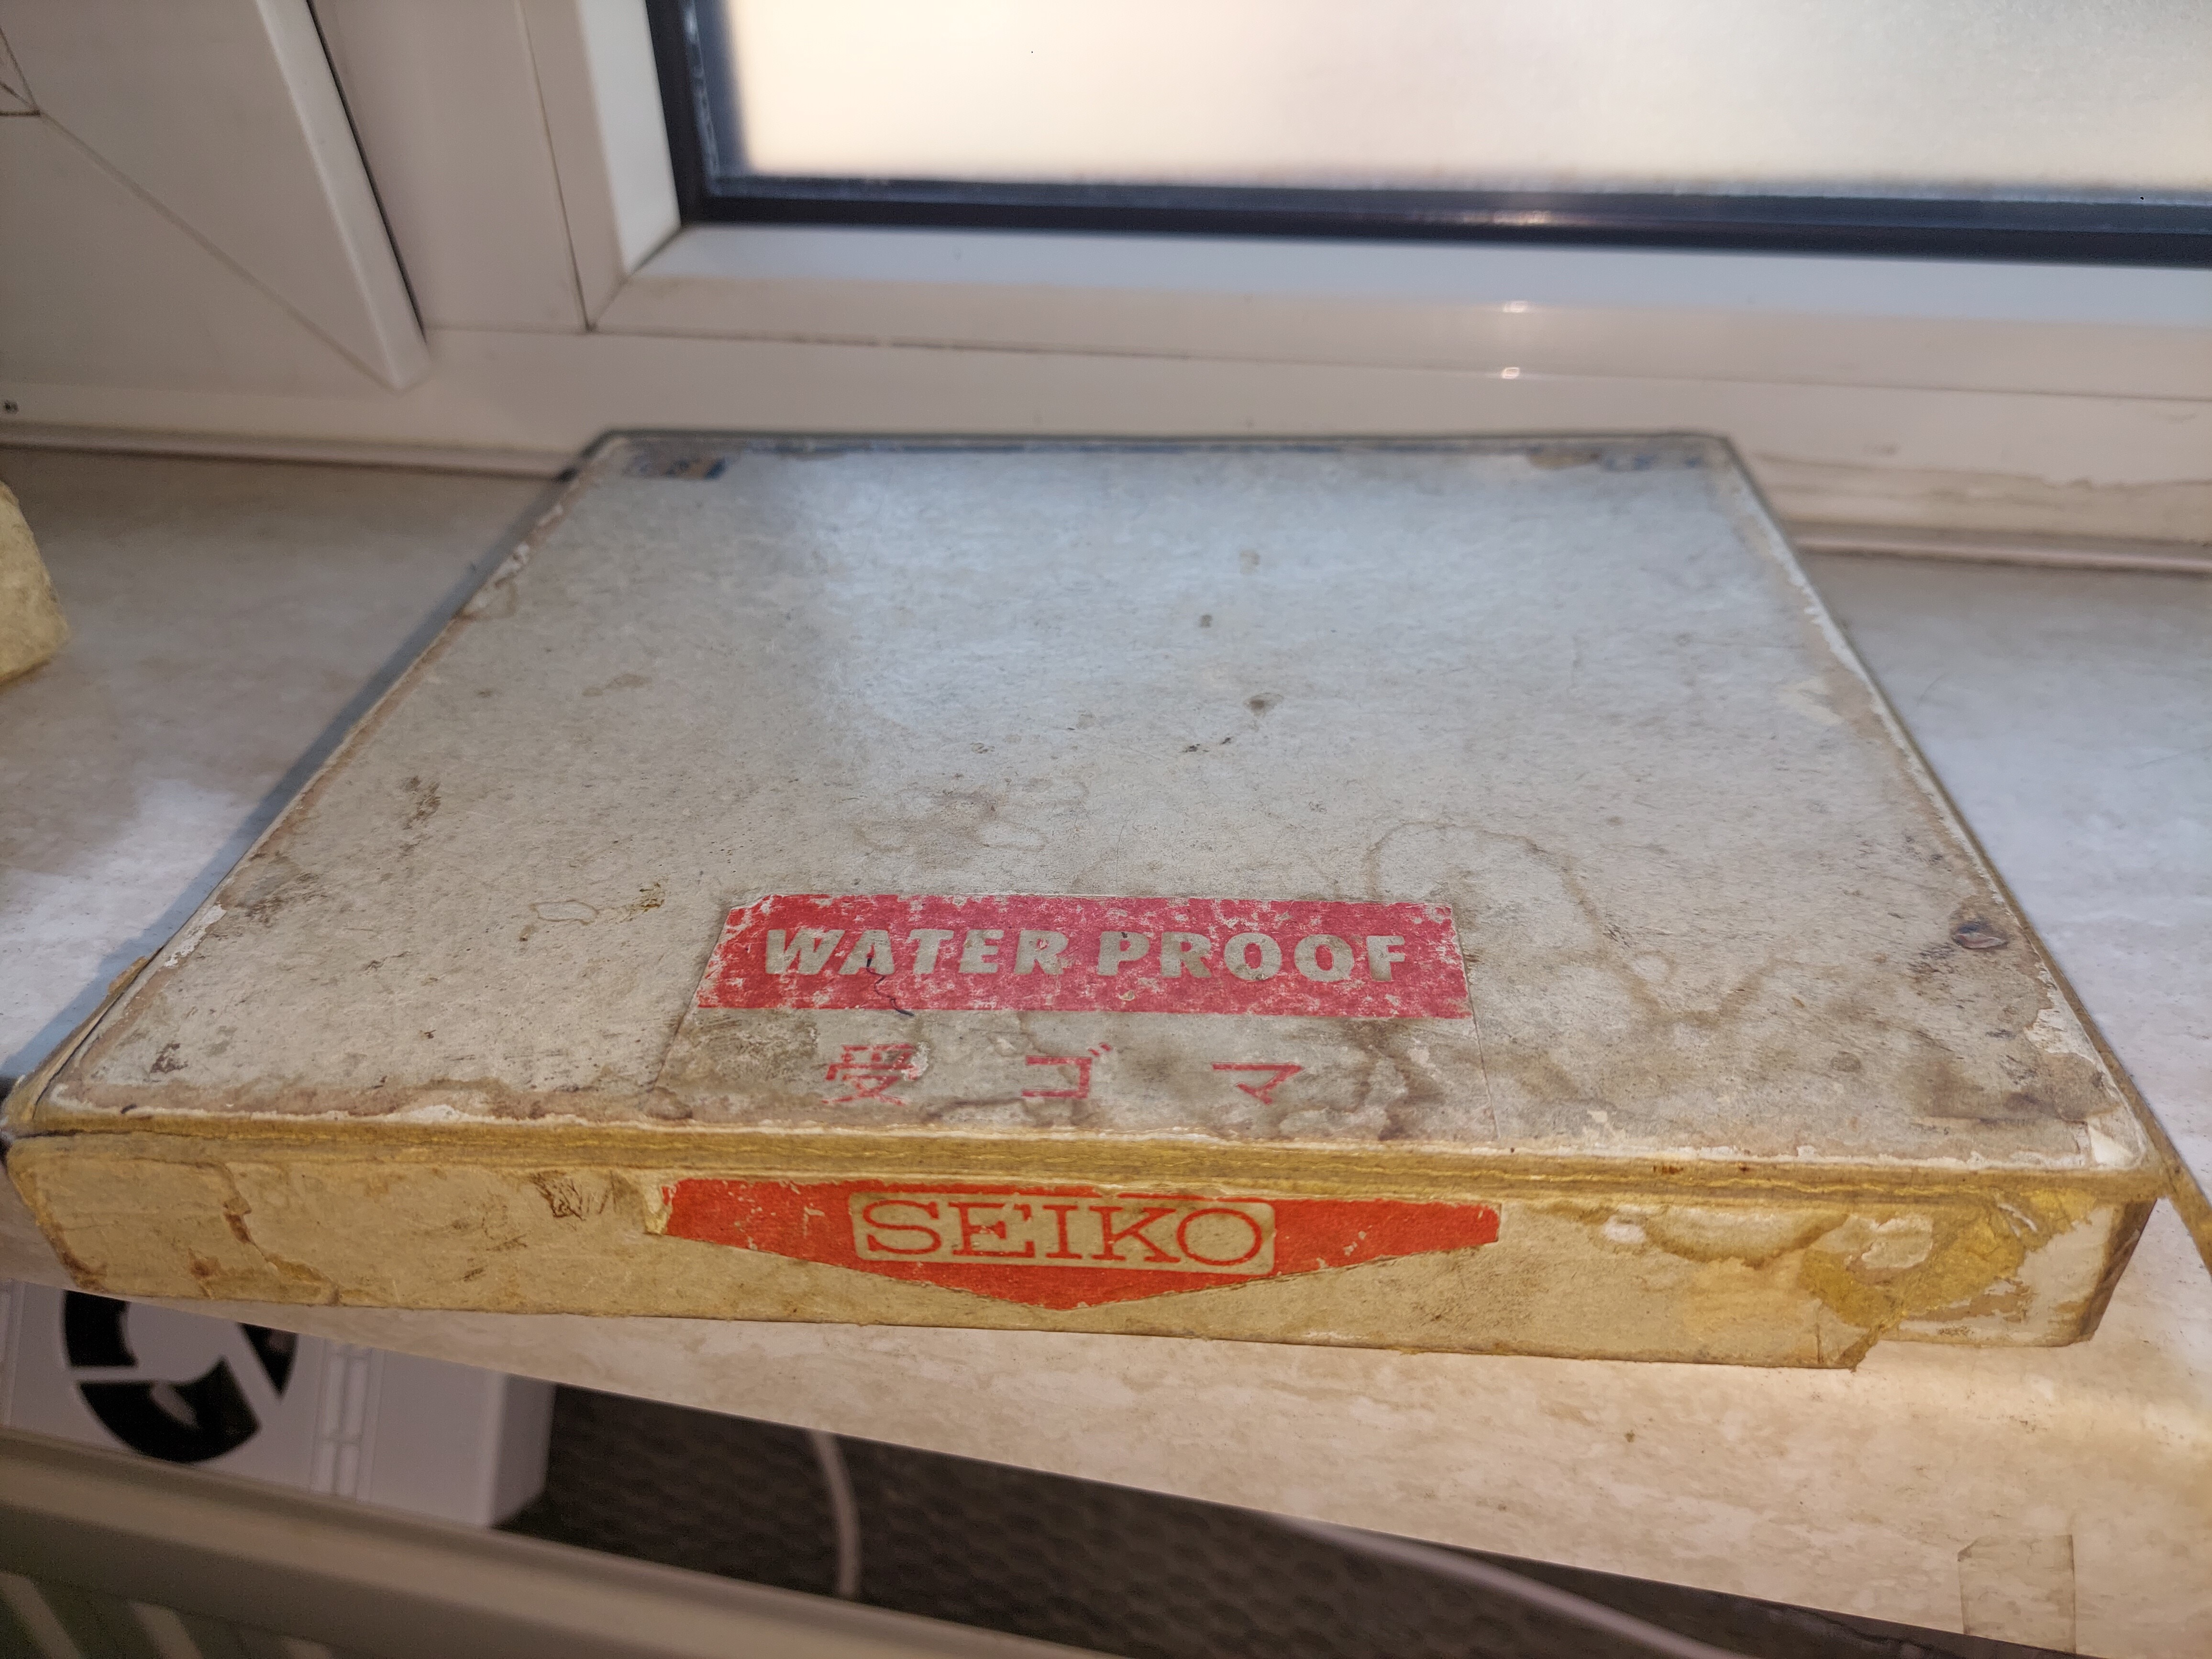 WATER PROOF
受 ゴ マ
SEIKO